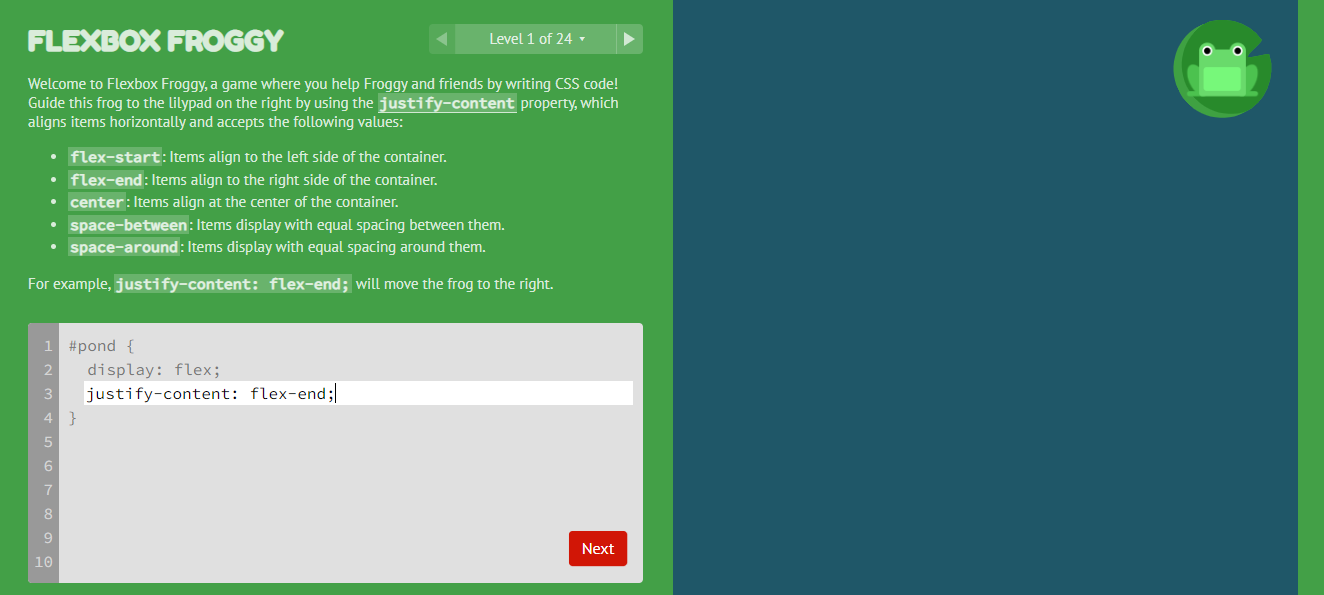 FLEXBOX FROGGY
Level 1 of 24
Welcome to Flexbox Froggy, a game where you help Froggy and friends by writing CSS code!
Guide this frog to the lilypad on the right by using the justify-content property, which
aligns items horizontally and accepts the following values:
• flex-start: Items align to the left side of the container.
• flex-end: Items align to the right side of the container.
• center: Items align at the center of the container.
• space-between: Items display with equal spacing between them.
• space-around: Items display with equal spacing around them.
For example, justify-content: flex-end; will move the frog to the right.
1 #pond {
2 display: flex;
3 justify-content: flex-end;
4 }
5
6
7
8
9
10
Next